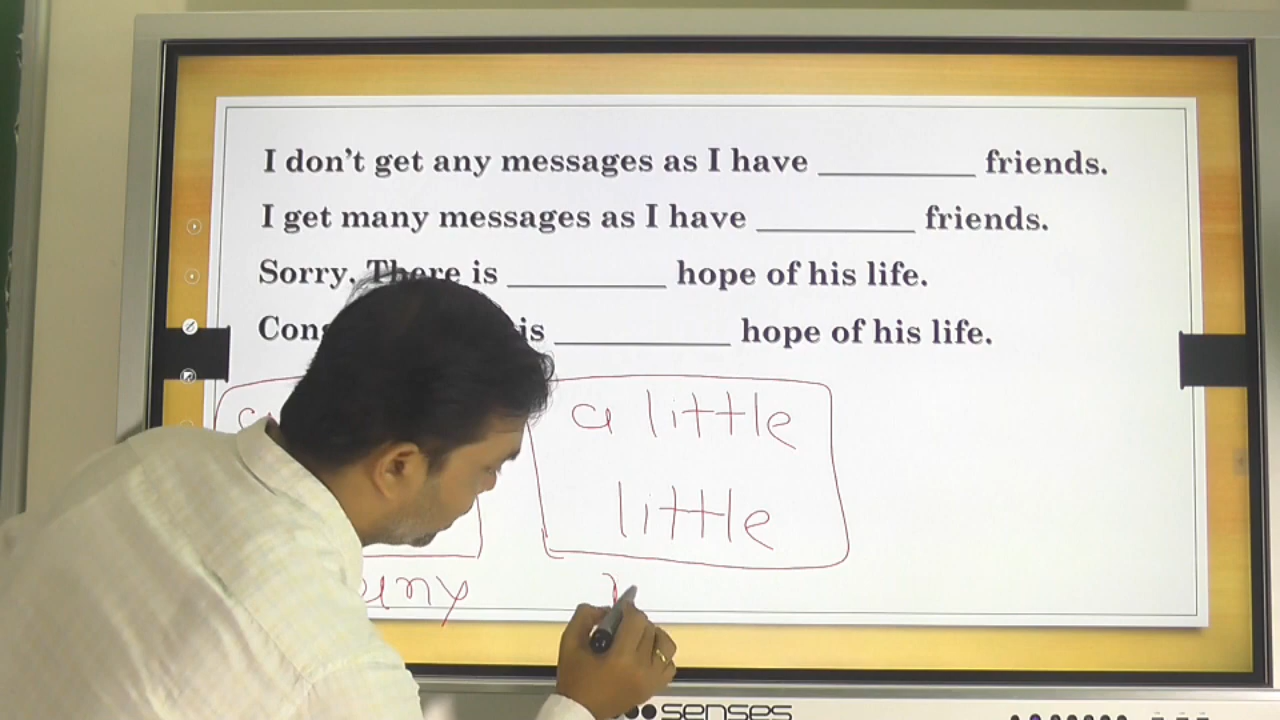 I don't get any messages as I have __________ friends.
I get many messages as I have __________ friends.
Sorry. There is __________ hope of his life.
is __________ hope of his life.
a little
little
senses